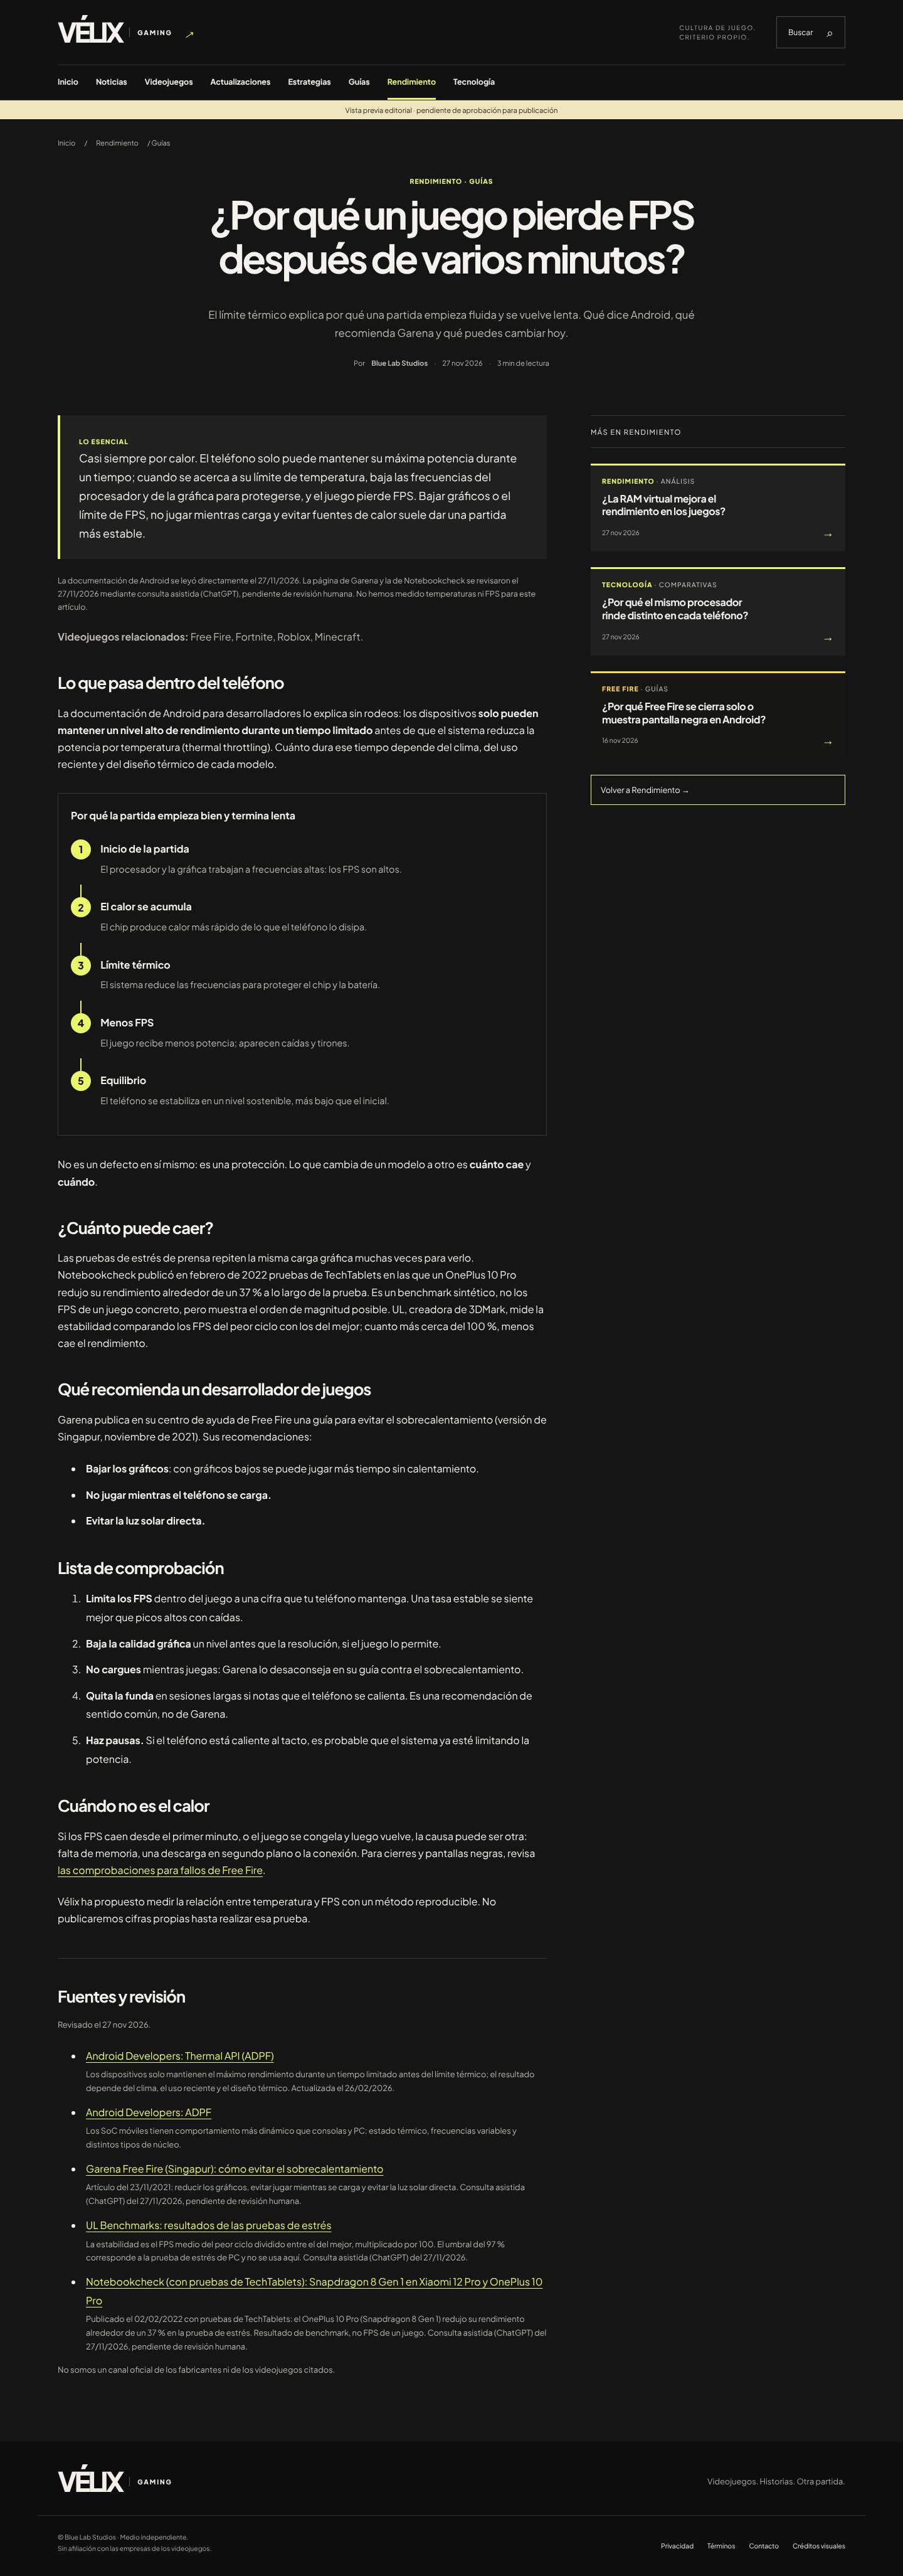 VÉLIX GAMING
CULTURA DE JUEGO.
CRITERIO PROPIO.
Buscar
Inicio Noticias Videojuegos Actualizaciones Estrategias Guías Rendimiento Tecnología
Vista previa editorial · pendiente de aprobación para publicación
Inicio / Rendimiento / Guías
RENDIMIENTO · GUÍAS
¿Por qué un juego pierde FPS
después de varios minutos?
El límite térmico explica por qué una partida empieza fluida y se vuelve lenta. Qué dice Android, qué
recomienda Garena y qué puedes cambiar hoy.
Por Blue Lab Studios · 27 nov 2026 · 3 min de lectura
LO ESENCIAL
Casi siempre por calor. El teléfono solo puede mantener su máxima potencia durante
un tiempo; cuando se acerca a su límite de temperatura, baja las frecuencias del
procesador y de la gráfica para protegerse, y el juego pierde FPS. Bajar gráficos o el
límite de FPS, no jugar mientras carga y evitar fuentes de calor suele dar una partida
más estable.
La documentación de Android se leyó directamente el 27/11/2026. La página de Garena y la de Notebookcheck se revisaron el
27/11/2026 mediante consulta asistida (ChatGPT), pendiente de revisión humana. No hemos medido temperaturas ni FPS para este
artículo.
Videojuegos relacionados: Free Fire, Fortnite, Roblox, Minecraft.
Lo que pasa dentro del teléfono
La documentación de Android para desarrolladores lo explica sin rodeos: los dispositivos solo pueden
mantener un nivel alto de rendimiento durante un tiempo limitado antes de que el sistema reduzca la
potencia por temperatura (thermal throttling). Cuánto dura ese tiempo depende del clima, del uso
reciente y del diseño térmico de cada modelo.
Por qué la partida empieza bien y termina lenta
1 Inicio de la partida
El procesador y la gráfica trabajan a frecuencias altas: los FPS son altos.
2 El calor se acumula
El chip produce calor más rápido de lo que el teléfono lo disipa.
3 Límite térmico
El sistema reduce las frecuencias para proteger el chip y la batería.
4 Menos FPS
El juego recibe menos potencia; aparecen caídas y tirones.
5 Equilibrio
El teléfono se estabiliza en un nivel sostenible, más bajo que el inicial.
No es un defecto en sí mismo: es una protección. Lo que cambia de un modelo a otro es cuánto cae y
cuándo.
¿Cuánto puede caer?
Las pruebas de estrés de prensa repiten la misma carga gráfica muchas veces para verlo.
Notebookcheck publicó en febrero de 2022 pruebas de TechTablets en las que un OnePlus 10 Pro
redujo su rendimiento alrededor de un 37 % a lo largo de la prueba. Es un benchmark sintético, no los
FPS de un juego concreto, pero muestra el orden de magnitud posible. UL, creadora de 3DMark, mide la
estabilidad comparando los FPS del peor ciclo con los del mejor; cuanto más cerca del 100 %, menos
cae el rendimiento.
Qué recomienda un desarrollador de juegos
Garena publica en su centro de ayuda de Free Fire una guía para evitar el sobrecalentamiento (versión de
Singapur, noviembre de 2021). Sus recomendaciones:
• Bajar los gráficos: con gráficos bajos se puede jugar más tiempo sin calentamiento.
• No jugar mientras el teléfono se carga.
• Evitar la luz solar directa.
Lista de comprobación
1. Limita los FPS dentro del juego a una cifra que tu teléfono mantenga. Una tasa estable se siente
mejor que picos altos con caídas.
2. Baja la calidad gráfica un nivel antes que la resolución, si el juego lo permite.
3. No cargues mientras juegas: Garena lo desaconseja en su guía contra el sobrecalentamiento.
4. Quita la funda en sesiones largas si notas que el teléfono se calienta. Es una recomendación de
sentido común, no de Garena.
5. Haz pausas. Si el teléfono está caliente al tacto, es probable que el sistema ya esté limitando la
potencia.
Cuándo no es el calor
Si los FPS caen desde el primer minuto, o el juego se congela y luego vuelve, la causa puede ser otra:
falta de memoria, una descarga en segundo plano o la conexión. Para cierres y pantallas negras, revisa
las comprobaciones para fallos de Free Fire.
Vélix ha propuesto medir la relación entre temperatura y FPS con un método reproducible. No
publicaremos cifras propias hasta realizar esa prueba.
Fuentes y revisión
Revisado el 27 nov 2026.
• Android Developers: Thermal API (ADPF)
Los dispositivos solo mantienen el máximo rendimiento durante un tiempo limitado antes del límite térmico; el resultado
depende del clima, el uso reciente y el diseño térmico. Actualizada el 26/02/2026.
• Android Developers: ADPF
Los SoC móviles tienen comportamiento más dinámico que consolas y PC: estado térmico, frecuencias variables y
distintos tipos de núcleo.
• Garena Free Fire (Singapur): cómo evitar el sobrecalentamiento
Artículo del 23/11/2021: reducir los gráficos, evitar jugar mientras se carga y evitar la luz solar directa. Consulta asistida
(ChatGPT) del 27/11/2026, pendiente de revisión humana.
• UL Benchmarks: resultados de las pruebas de estrés
La estabilidad es el FPS medio del peor ciclo dividido entre el del mejor, multiplicado por 100. El umbral del 97 %
corresponde a la prueba de estrés de PC y no se usa aquí. Consulta asistida (ChatGPT) del 27/11/2026.
• Notebookcheck (con pruebas de TechTablets): Snapdragon 8 Gen 1 en Xiaomi 12 Pro y OnePlus 10
Pro
Publicado el 02/02/2022 con pruebas de TechTablets: el OnePlus 10 Pro (Snapdragon 8 Gen 1) redujo su rendimiento
alrededor de un 37 % en la prueba de estrés. Resultado de benchmark, no FPS de un juego. Consulta asistida (ChatGPT) del
27/11/2026, pendiente de revisión humana.
No somos un canal oficial de los fabricantes ni de los videojuegos citados.
MÁS EN RENDIMIENTO
RENDIMIENTO · ANÁLISIS
¿La RAM virtual mejora el
rendimiento en los juegos?
27 nov 2026 →
TECNOLOGÍA · COMPARATIVAS
¿Por qué el mismo procesador
rinde distinto en cada teléfono?
27 nov 2026 →
FREE FIRE · GUÍAS
¿Por qué Free Fire se cierra solo o
muestra pantalla negra en Android?
16 nov 2026 →
Volver a Rendimiento →
VÉLIX GAMING
Videojuegos. Historias. Otra partida.
© Blue Lab Studios · Medio independiente.
Sin afiliación con las empresas de los videojuegos.
Privacidad Términos Contacto Créditos visuales